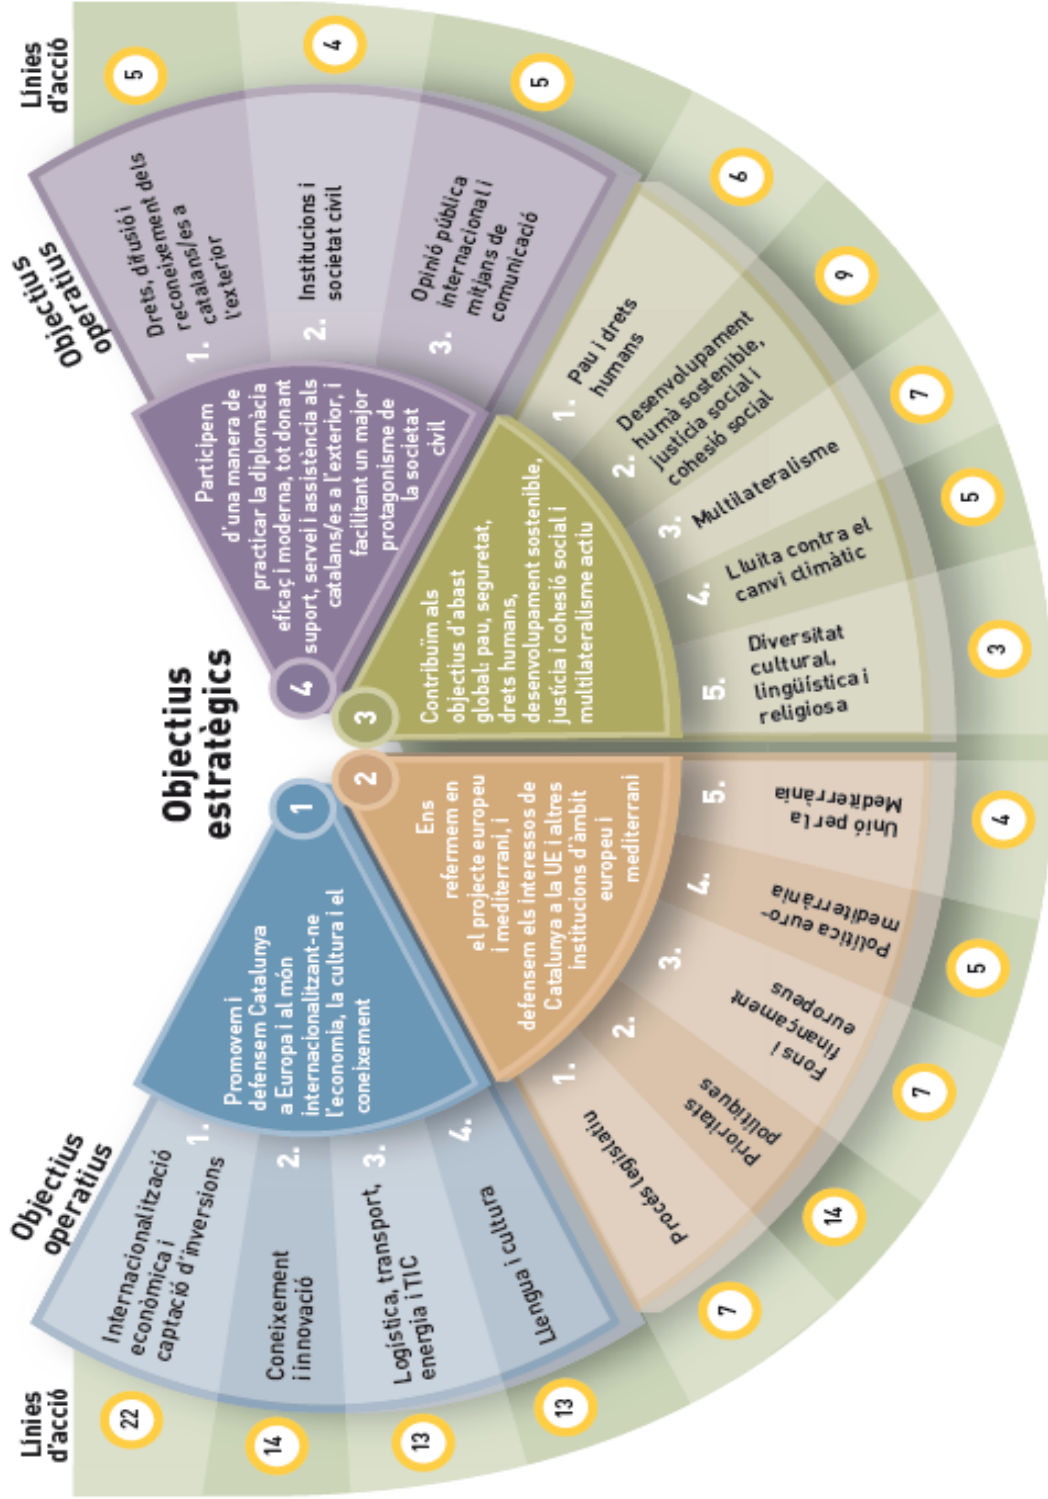 Objectius
estratègics
Línies
d'acció
Objectius
operatius
1
Promovem i
defensem Catalunya
a Europa i al món
internacionalitzant-ne
l'economia, la cultura i el
coneixement
1.
Internacionalització
econòmica i
captació d'inversions
22
2.
Coneixement
i innovació
14
3.
Logística, transport,
energia i TIC
13
4.
Llengua i cultura
13
2
Ens
refermem en
el projecte europeu
i mediterrani, i
defensem els interessos de
Catalunya a la UE i altres
institucions d'àmbit
europeu i
mediterrani
1.
Procés legislatiu
7
2.
Prioritats
polítiques
14
3.
Fons i
finançament
europeus
7
4.
Política euro-
mediterrània
5
5.
Unió per la
Mediterrània
4
3
Contribuïm als
objectius d'abast
global: pau, seguretat,
drets humans,
desenvolupament sostenible,
justícia i cohesió social i
multilateralisme actiu
5.
Diversitat
cultural,
lingüística i
religiosa
3
4.
Lluita contra el
canvi climàtic
5
3.
Multilateralisme
7
2.
Desenvolupament
humà sostenible,
justícia social i
cohesió social
9
1.
Pau i drets
humans
6
4
Participem
d'una manera de
practicar la diplomàcia
eficaç i moderna, tot donant
suport, servei i assistència als
catalans/es a l'exterior, i
facilitant un major
protagonisme de
la societat
civil
3.
Opinió pública
internacional i
mitjans de
comunicació
5
2.
Institucions i
societat civil
4
1.
Drets, difusió i
reconeixement dels
catalans/es a
l'exterior
5
Objectius
operatius
Línies
d'acció